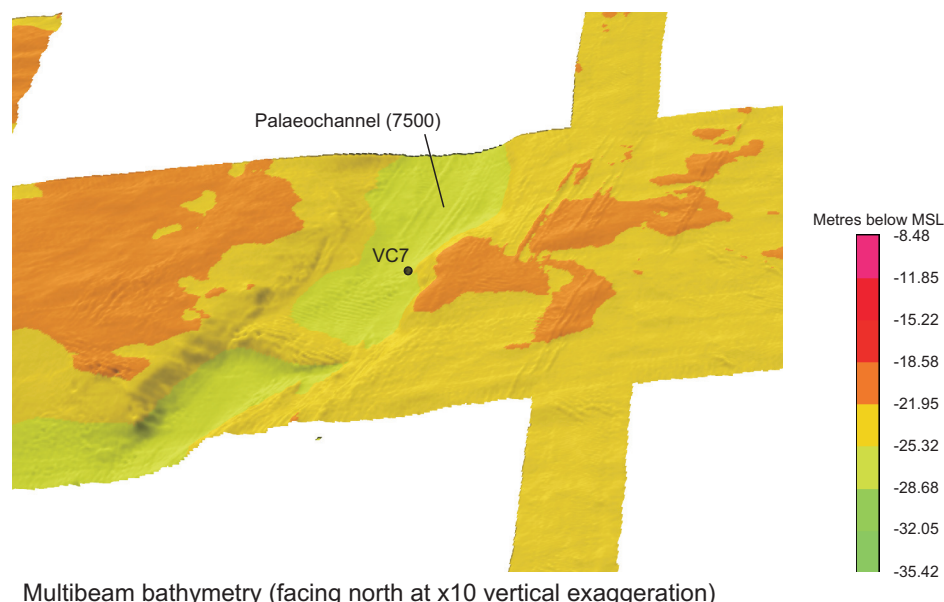 Palaeochannel (7500)
VC7
Metres below MSL
-8.48
-11.85
-15.22
-18.58
-21.95
-25.32
-28.68
-32.05
-35.42
Multibeam bathymetry (facing north at x10 vertical exaggeration)